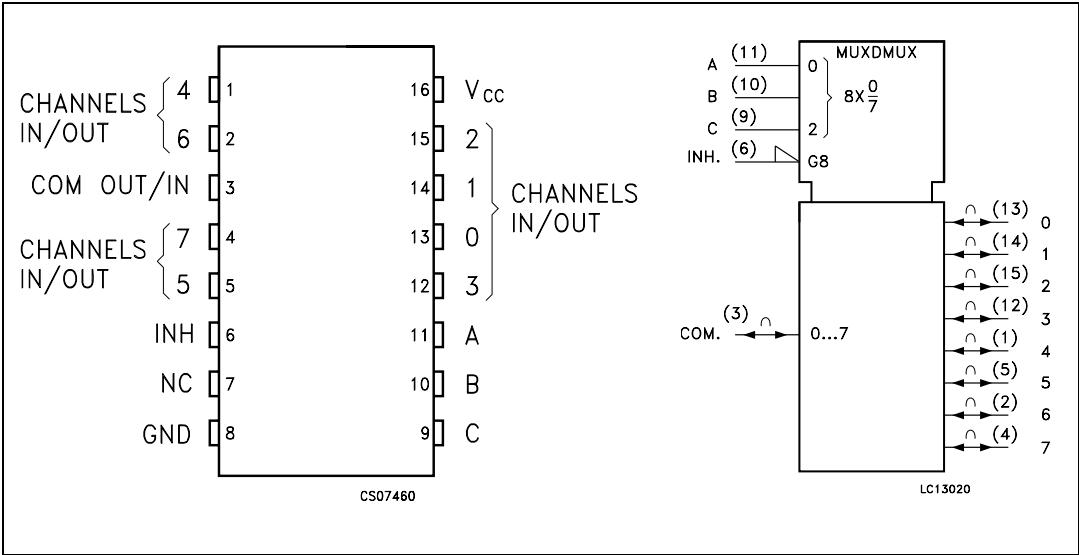 CHANNELS
IN/OUT
4
6
COM OUT/IN
CHANNELS
IN/OUT
7
5
INH
NC
GND
1
2
3
4
5
6
7
8
16
15
14
13
12
11
10
9
VCC
2
1
0
3
A
B
C
CHANNELS
IN/OUT
CS07460
MUXDMUX
A (11) 0
B (10)
C (9) 2
8X 0/7
INH. (6) G8
COM. (3) ∩ 0...7
∩ (13) 0
∩ (14) 1
∩ (15) 2
∩ (12) 3
∩ (1) 4
∩ (5) 5
∩ (2) 6
∩ (4) 7
LC13020